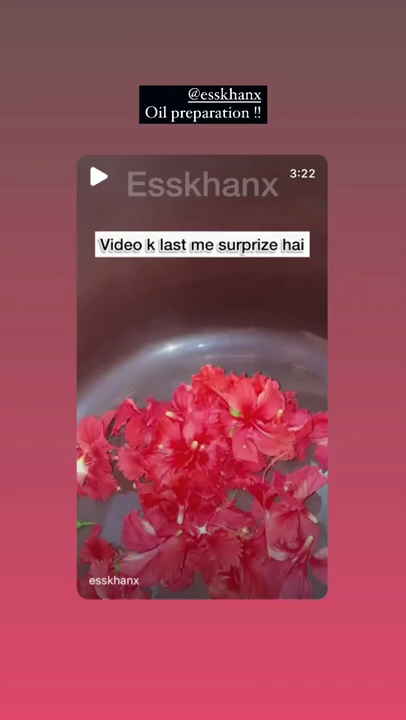 @esskhanx
Oil preparation !!
Esskhanx
3:22
Video k last me surprize hai
esskhanx